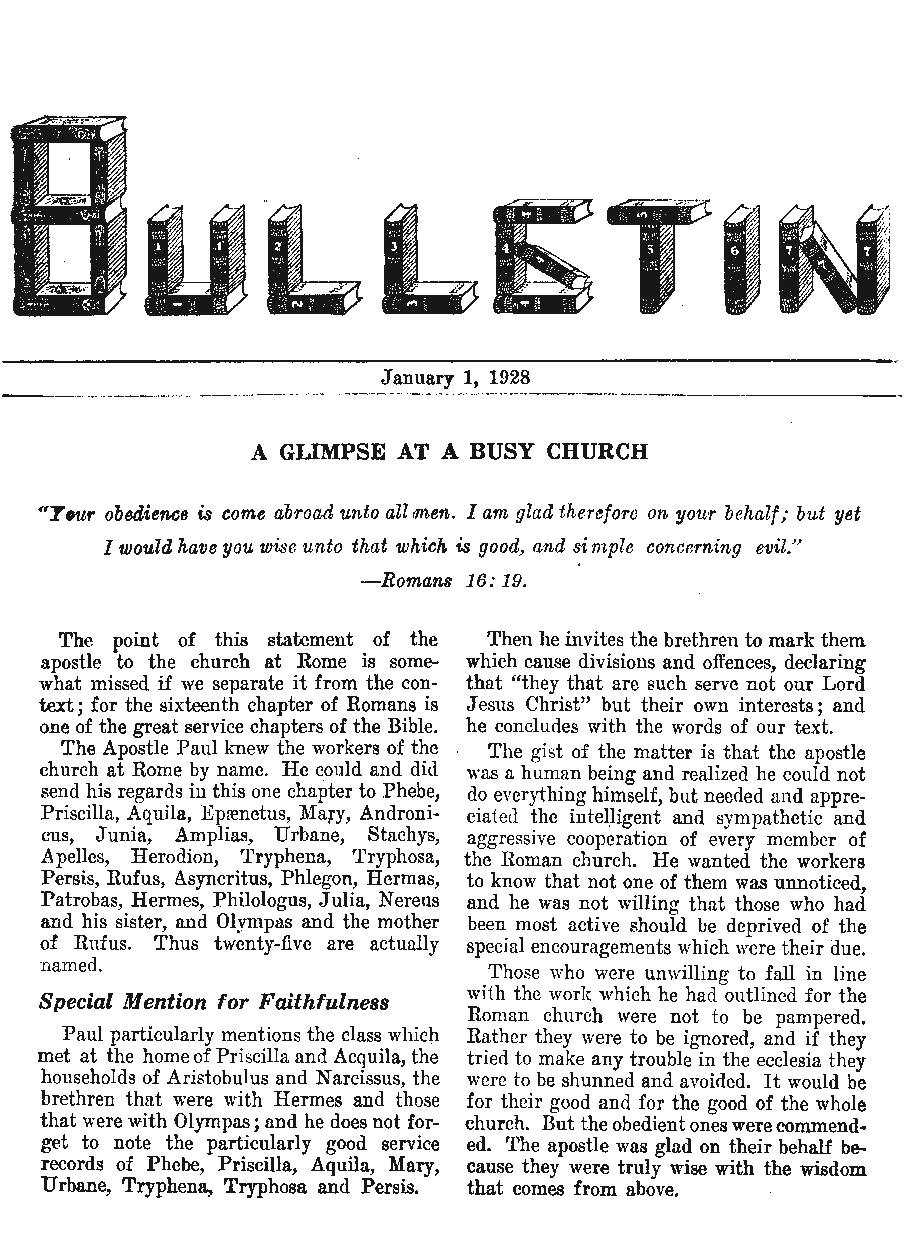 BULLETIN
January 1, 1928
A GLIMPSE AT A BUSY CHURCH
"Your obedience is come abroad unto all men. I am glad therefore on your behalf; but yet
I would have you wise unto that which is good, and simple concerning evil."
—Romans 16: 19.
The point of this statement of the
apostle to the church at Rome is some-
what missed if we separate it from the con-
text; for the sixteenth chapter of Romans is
one of the great service chapters of the Bible.
The Apostle Paul knew the workers of the
church at Rome by name. He could and did
send his regards in this one chapter to Phebe,
Priscilla, Aquila, Epænetus, Mary, Androni-
cus, Junia, Amplias, Urbane, Stachys,
Apelles, Herodion, Tryphena, Tryphosa,
Persis, Rufus, Asyncritus, Phlegon, Hermas,
Patrobas, Hermes, Philologus, Julia, Nereus
and his sister, and Olympas and the mother
of Rufus. Thus twenty-five are actually
named.
Special Mention for Faithfulness
Paul particularly mentions the class which
met at the home of Priscilla and Acquila, the
households of Aristobulus and Narcissus, the
brethren that were with Hermes and those
that were with Olympas; and he does not for-
get to note the particularly good service
records of Phebe, Priscilla, Aquila, Mary,
Urbane, Tryphena, Tryphosa and Persis.
Then he invites the brethren to mark them
which cause divisions and offences, declaring
that "they that are such serve not our Lord
Jesus Christ" but their own interests; and
he concludes with the words of our text.
The gist of the matter is that the apostle
was a human being and realized he could not
do everything himself, but needed and appre-
ciated the intelligent and sympathetic and
aggressive cooperation of every member of
the Roman church. He wanted the workers
to know that not one of them was unnoticed,
and he was not willing that those who had
been most active should be deprived of the
special encouragements which were their due.
Those who were unwilling to fall in line
with the work which he had outlined for the
Roman church were not to be pampered.
Rather they were to be ignored, and if they
tried to make any trouble in the ecclesia they
were to be shunned and avoided. It would be
for their good and for the good of the whole
church. But the obedient ones were commend-
ed. The apostle was glad on their behalf be-
cause they were truly wise with the wisdom
that comes from above.